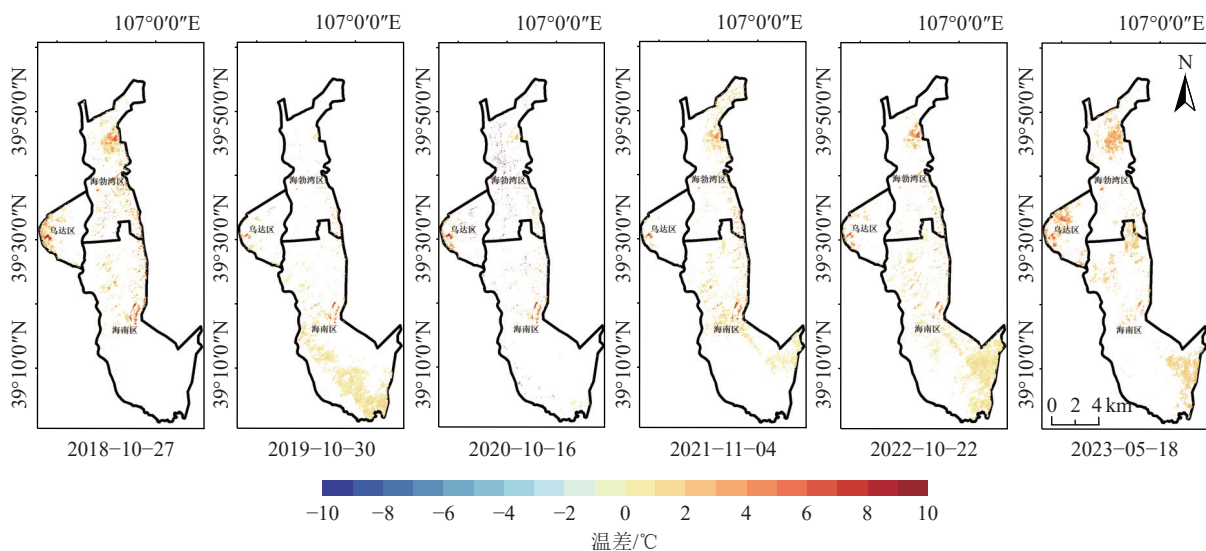 107°0′0″E 107°0′0″E 107°0′0″E 107°0′0″E 107°0′0″E 107°0′0″E
N
39°50′0″N 39°50′0″N 39°50′0″N 39°50′0″N 39°50′0″N 39°50′0″N
海勃湾区 海勃湾区 海勃湾区 海勃湾区 海勃湾区 海勃湾区
乌达区 乌达区 乌达区 乌达区 乌达区 乌达区
39°30′0″N 39°30′0″N 39°30′0″N 39°30′0″N 39°30′0″N 39°30′0″N
海南区 海南区 海南区 海南区 海南区 海南区
39°10′0″N 39°10′0″N 39°10′0″N 39°10′0″N 39°10′0″N 39°10′0″N
0 2 4 km
2018−10−27 2019−10−30 2020−10−16 2021−11−04 2022−10−22 2023−05−18
−10 −8 −6 −4 −2 0 2 4 6 8 10
温差/℃